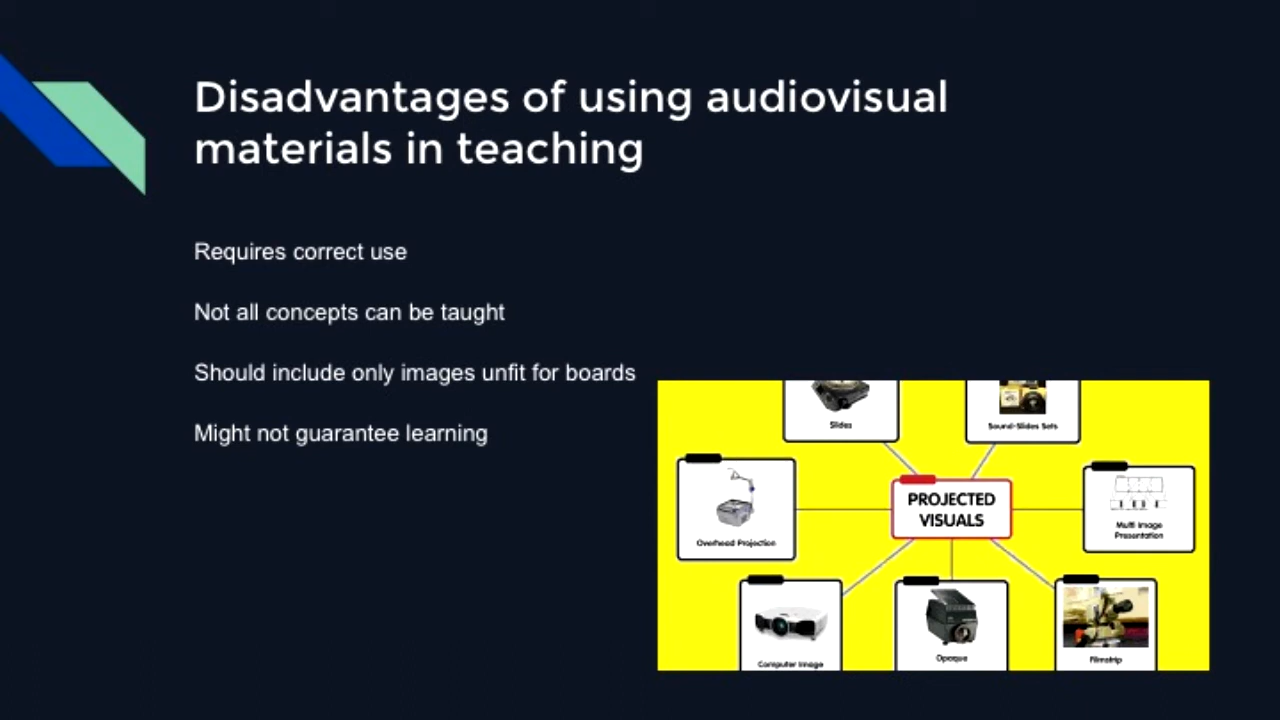 Disadvantages of using audiovisual
materials in teaching
Requires correct use
Not all concepts can be taught
Should include only images unfit for boards
Might not guarantee learning
Slides
Sound-Slides Sets
PROJECTED
VISUALS
Overhead Projection
Multi Image
Presentation
Computer Image
Opaque
Filmstrip